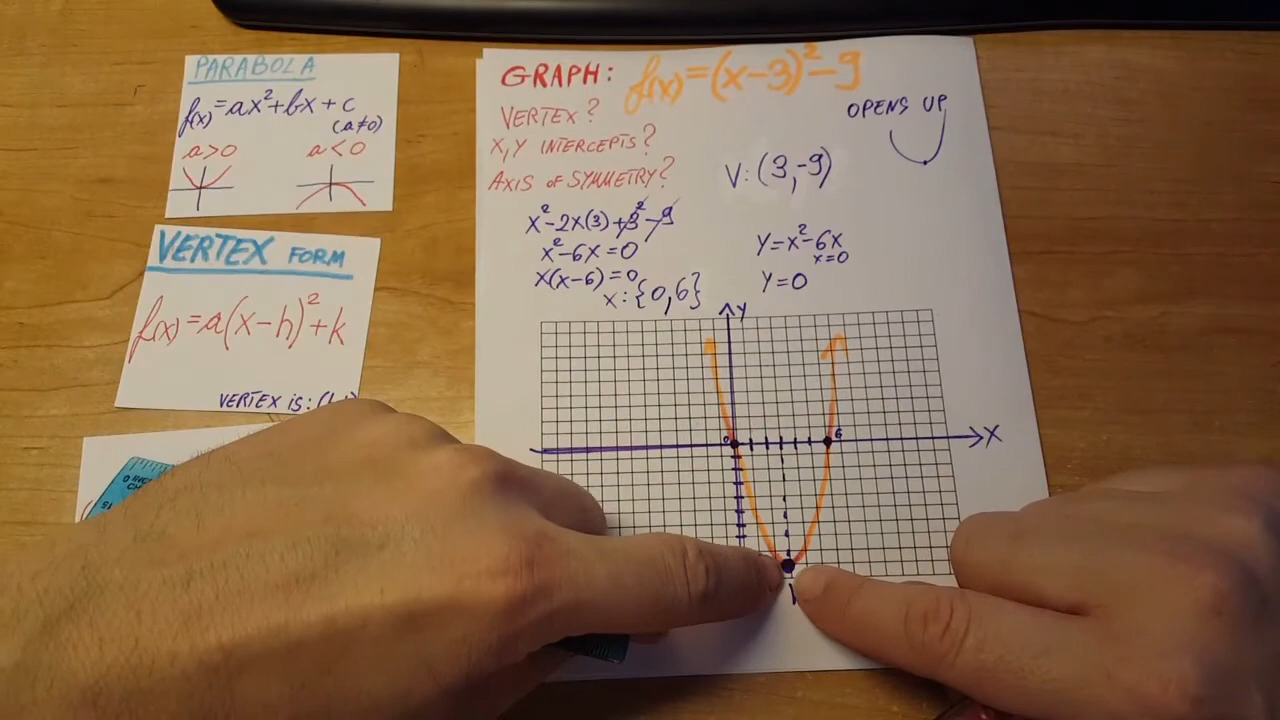 PARABOLA
f(x)=ax²+bx+c
(a≠0)
a>0 a<0
VERTEX FORM
f(x)=a(x-h)²+k
VERTEX is:
GRAPH: f(x)=(x-3)²-9
VERTEX?
X,Y INTERCEPTS?
AXIS OF SYMMETRY?
OPENS UP
V:(3,-9)
x²-2x(3)+3²-9
x²-6x=0
x(x-6)=0
x:{0,6}
y=x²-6x
x=0
y=0
y
0
6
X